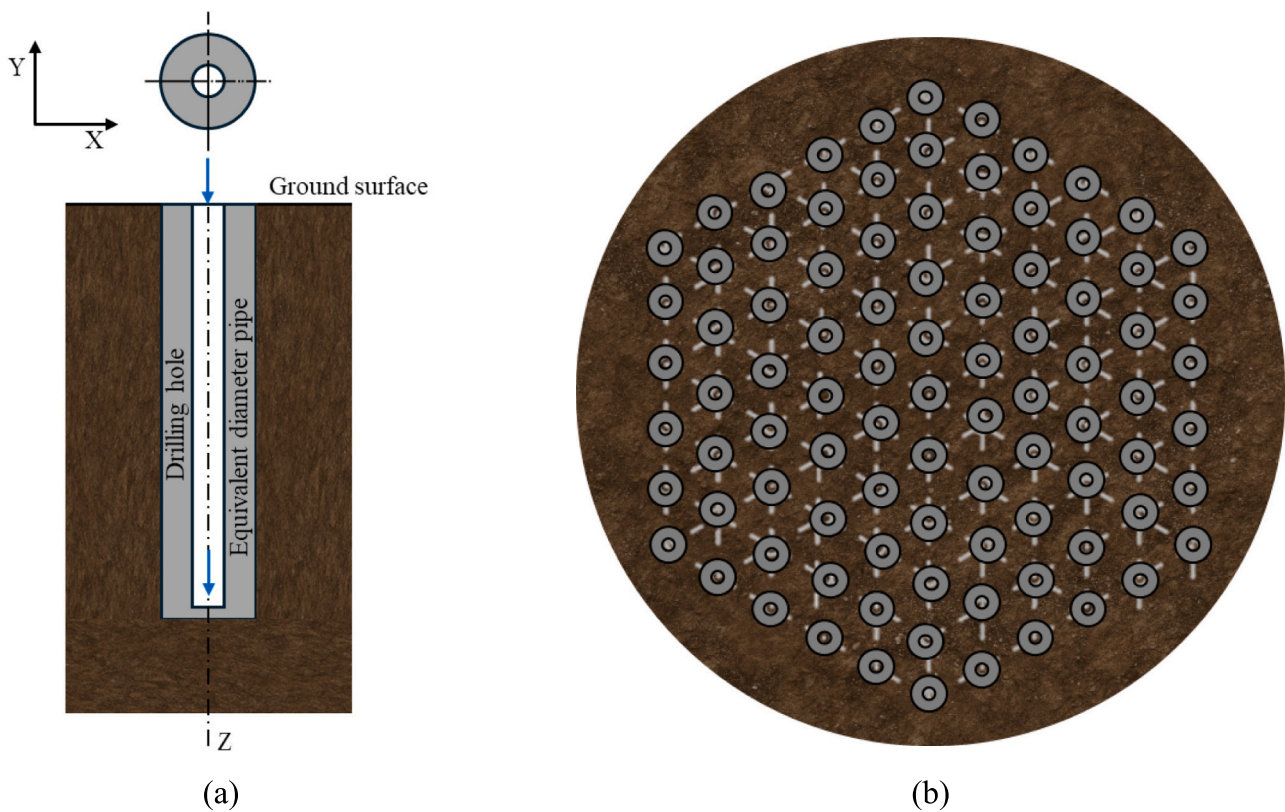 Y
X
Ground surface
Drilling hole
Equivalent diameter pipe
Z
(a)
(b)